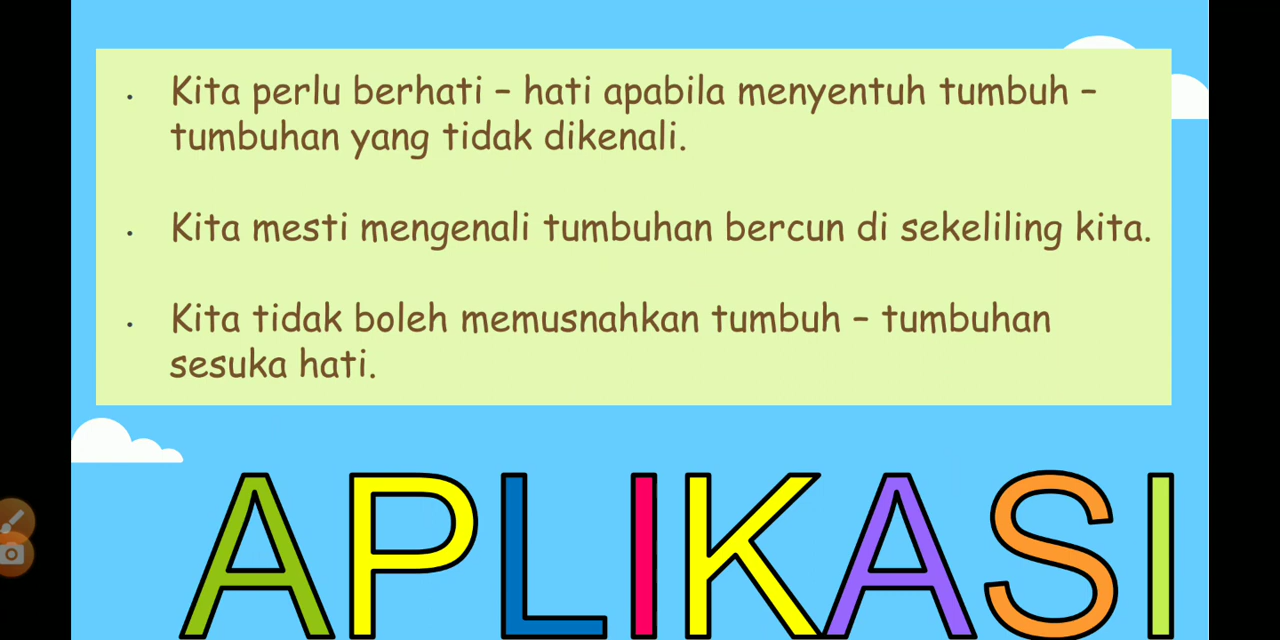 • Kita perlu berhati – hati apabila menyentuh tumbuh –
tumbuhan yang tidak dikenali.
• Kita mesti mengenali tumbuhan bercun di sekeliling kita.
• Kita tidak boleh memusnahkan tumbuh – tumbuhan
sesuka hati.
APLIKASI